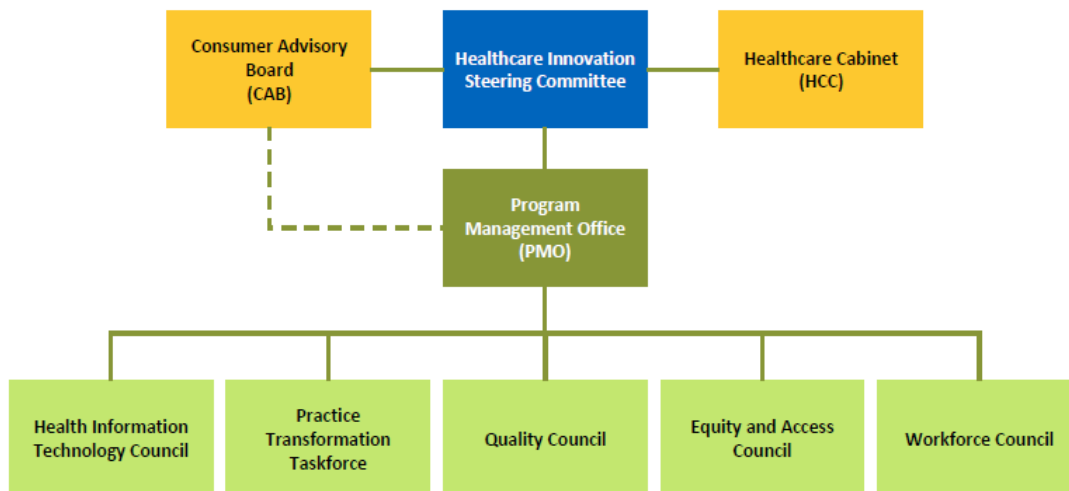 Consumer Advisory
Board
(CAB)
Healthcare Innovation
Steering Committee
Healthcare Cabinet
(HCC)
Program
Management Office
(PMO)
Health Information
Technology Council
Practice
Transformation
Taskforce
Quality Council
Equity and Access
Council
Workforce Council